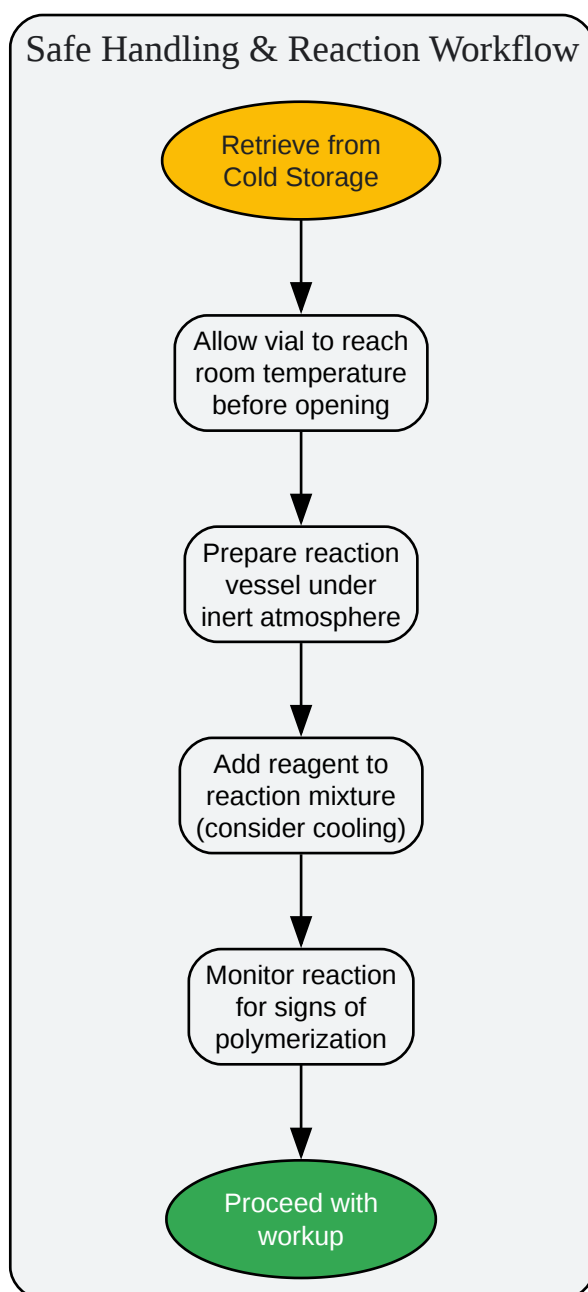 Safe Handling & Reaction Workflow
Retrieve from
Cold Storage
Allow vial to reach
room temperature
before opening
Prepare reaction
vessel under
inert atmosphere
Add reagent to
reaction mixture
(consider cooling)
Monitor reaction
for signs of
polymerization
Proceed with
workup